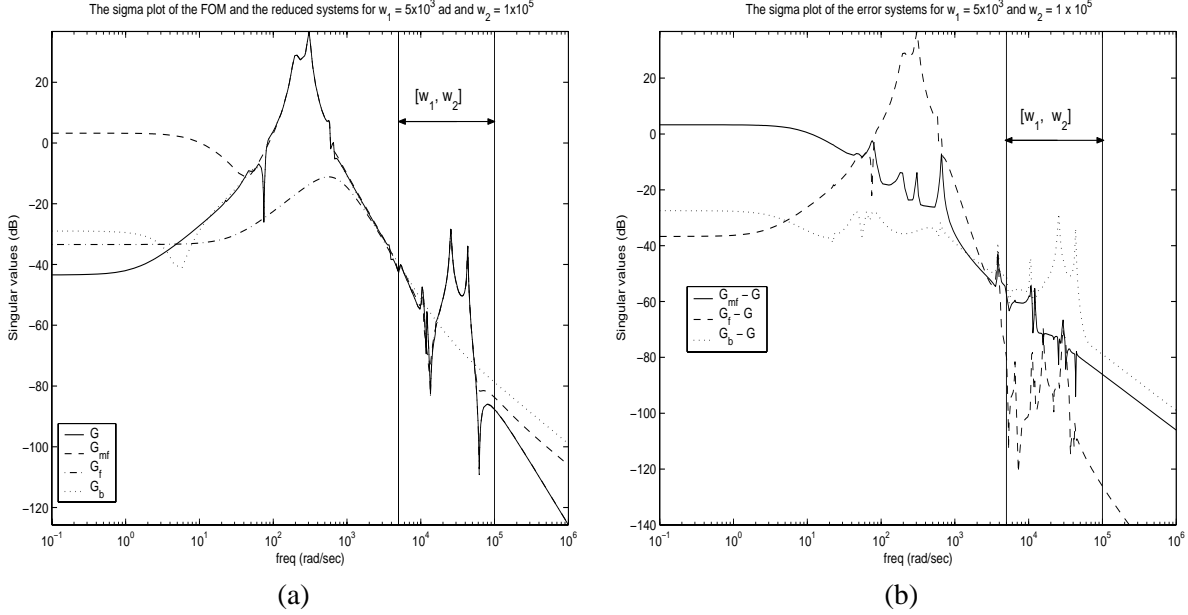 The sigma plot of the FOM and the reduced systems for w1 = 5x10^3 ad and w2 = 1x10^5
20
0
−20
−40
−60
−80
−100
−120
Singular values (dB)
[w1, w2]
G
Gmf
Gf
Gb
10^−1 10^0 10^1 10^2 10^3 10^4 10^5 10^6
freq (rad/sec)
(a)
The sigma plot of the error systems for w1 = 5x10^3 and w2 = 1 x 10^5
20
0
−20
−40
−60
−80
−100
−120
−140
Singular values (dB)
[w1, w2]
Gmf − G
Gf − G
Gb − G
10^−1 10^0 10^1 10^2 10^3 10^4 10^5 10^6
freq (rad/sec)
(b)